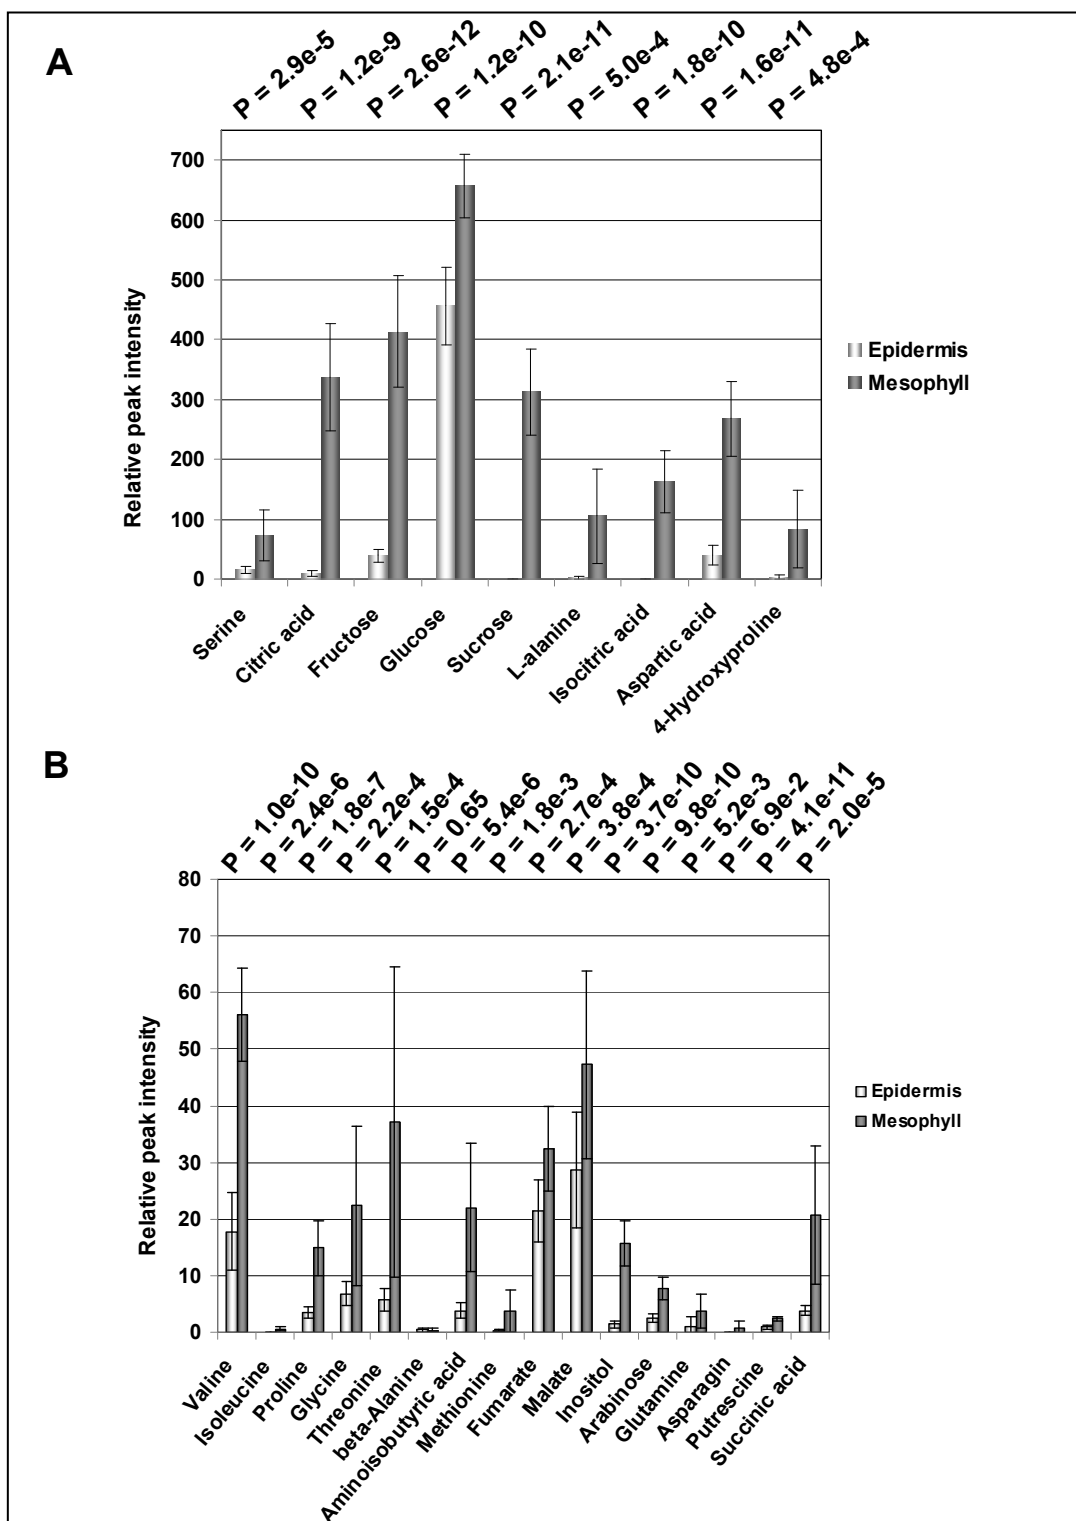 A
P = 2.9e-5
P = 1.2e-9
P = 2.6e-12
P = 1.2e-10
P = 2.1e-11
P = 5.0e-4
P = 1.8e-10
P = 1.6e-11
P = 4.8e-4
Relative peak intensity
700
600
500
400
300
200
100
0
Epidermis
Mesophyll
Serine
Citric acid
Fructose
Glucose
Sucrose
L-alanine
Isocitric acid
Aspartic acid
4-Hydroxyproline
B
P = 1.0e-10
P = 2.4e-6
P = 1.8e-7
P = 2.2e-4
P = 1.5e-4
P = 0.65
P = 5.4e-6
P = 1.8e-3
P = 2.7e-4
P = 3.8e-4
P = 3.7e-10
P = 9.8e-10
P = 5.2e-3
P = 6.9e-2
P = 4.1e-11
P = 2.0e-5
Relative peak intensity
80
70
60
50
40
30
20
10
0
Epidermis
Mesophyll
Valine
Isoleucine
Proline
Glycine
Threonine
beta-Alanine
Aminoisobutyric acid
Methionine
Fumarate
Malate
Inositol
Arabinose
Glutamine
Asparagin
Putrescine
Succinic acid